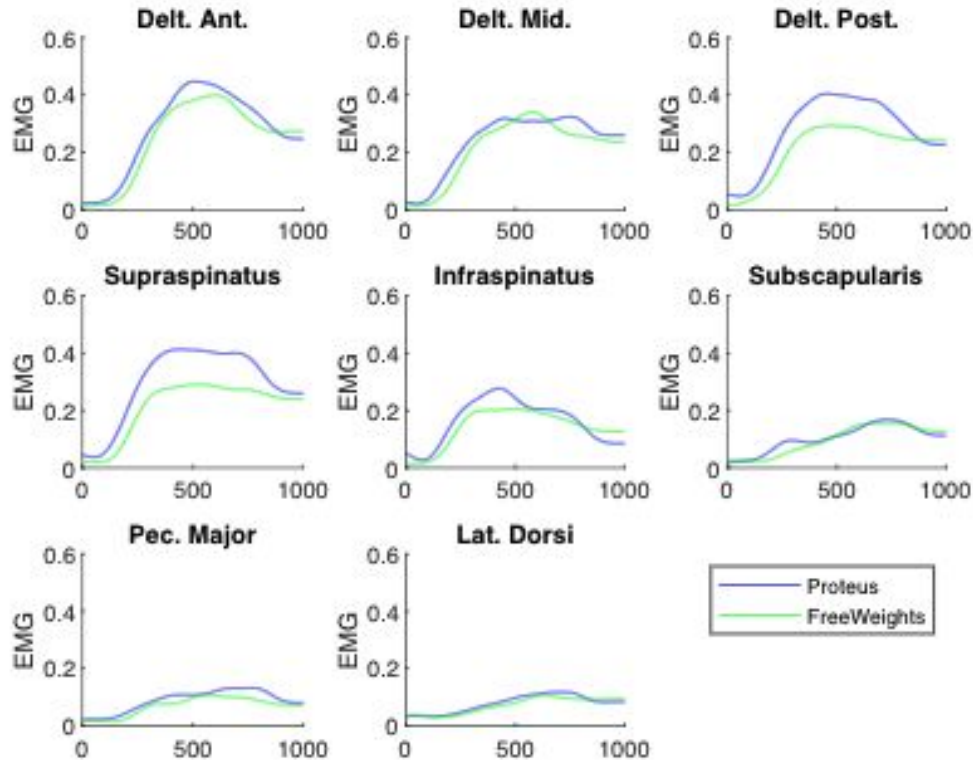 Delt. Ant. Delt. Mid. Delt. Post.
0.6 0.6 0.6
0.4 0.4 0.4
EMG EMG EMG
0.2 0.2 0.2
0 0 0
0 500 1000 0 500 1000 0 500 1000
Supraspinatus Infraspinatus Subscapularis
0.6 0.6 0.6
0.4 0.4 0.4
EMG EMG EMG
0.2 0.2 0.2
0 0 0
0 500 1000 0 500 1000 0 500 1000
Pec. Major Lat. Dorsi
0.6 0.6
0.4 0.4
EMG EMG
0.2 0.2
0 0
0 500 1000 0 500 1000
Proteus
FreeWeights